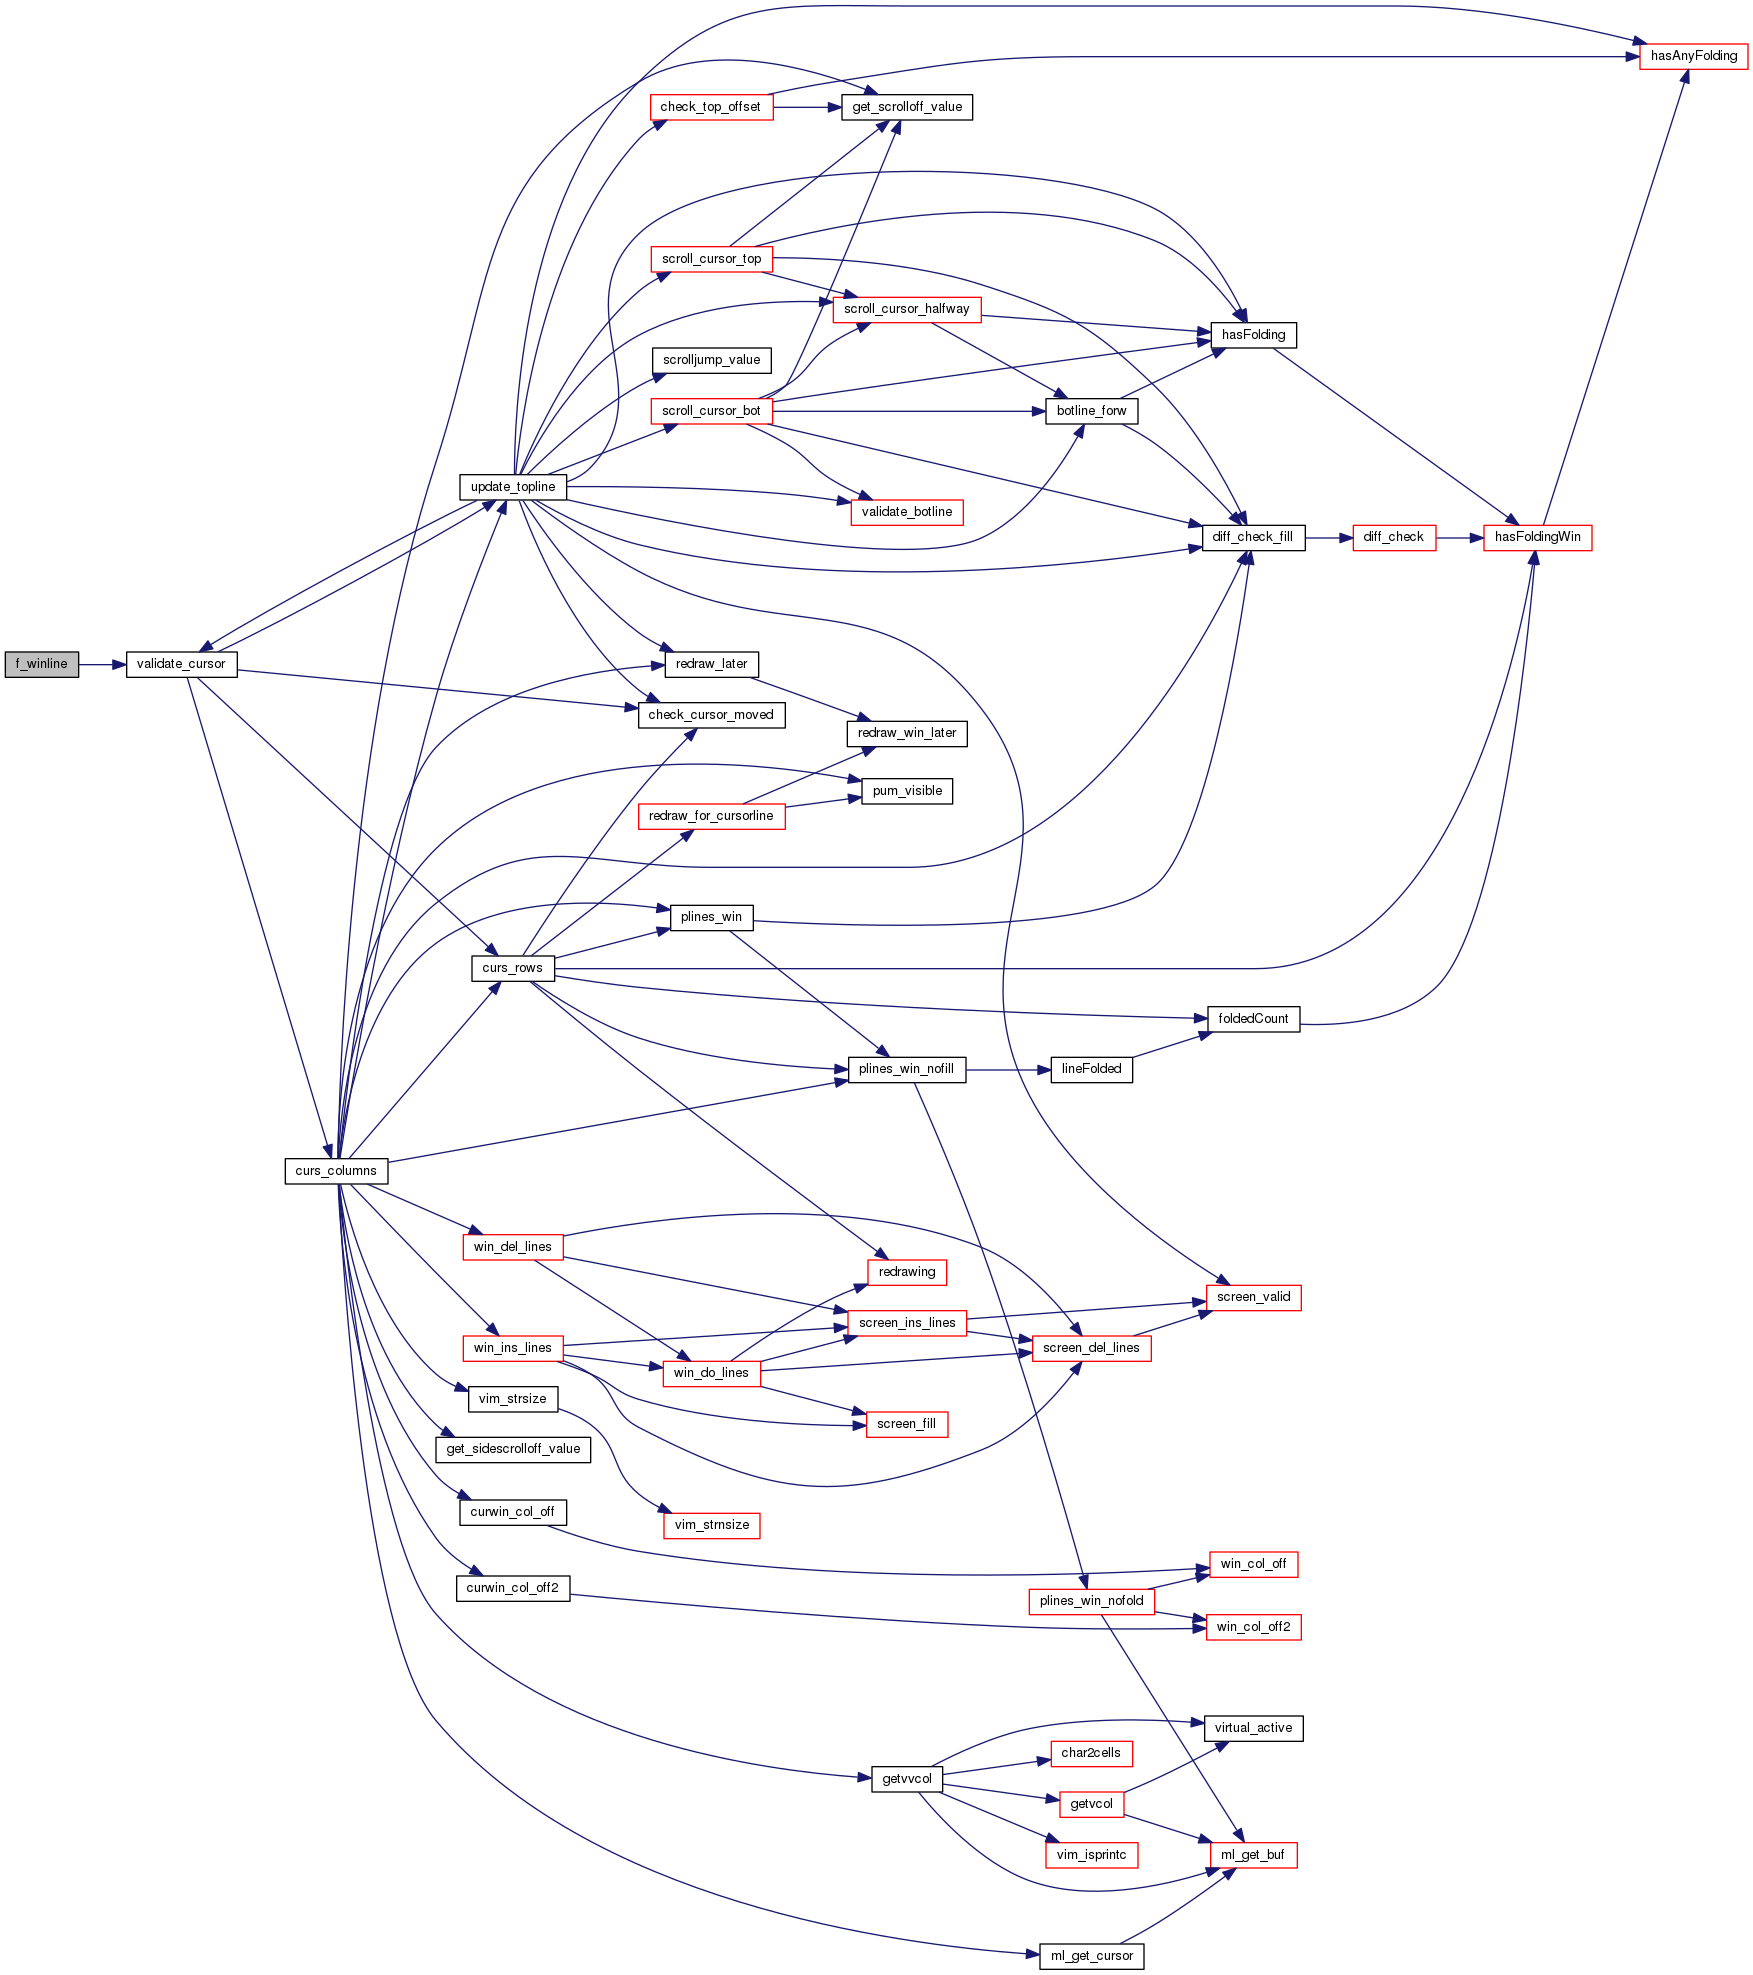 hasAnyFolding
check_top_offset
get_scrolloff_value
scroll_cursor_top
scroll_cursor_halfway
hasFolding
scrolljump_value
scroll_cursor_bot
botline_forw
update_topline
validate_botline
diff_check_fill
diff_check
hasFoldingWin
f_winline
validate_cursor
redraw_later
check_cursor_moved
redraw_win_later
pum_visible
redraw_for_cursorline
plines_win
curs_rows
foldedCount
plines_win_nofill
lineFolded
curs_columns
win_del_lines
redrawing
screen_valid
screen_ins_lines
win_ins_lines
screen_del_lines
win_do_lines
vim_strsize
screen_fill
get_sidescrolloff_value
curwin_col_off
vim_strnsize
win_col_off
curwin_col_off2
plines_win_nofold
win_col_off2
virtual_active
char2cells
getvvcol
getvcol
vim_isprintc
ml_get_buf
ml_get_cursor